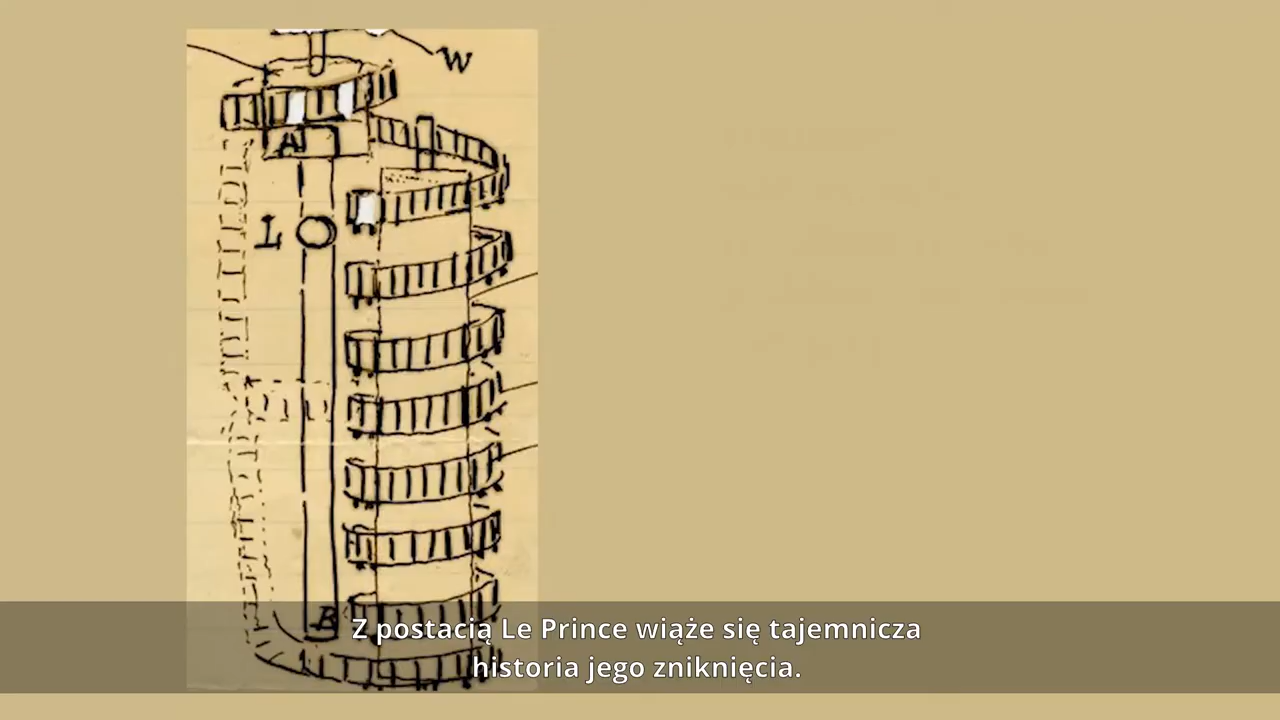 W
A
L
B
Z postacią Le Prince wiąże się tajemnicza
historia jego zniknięcia.